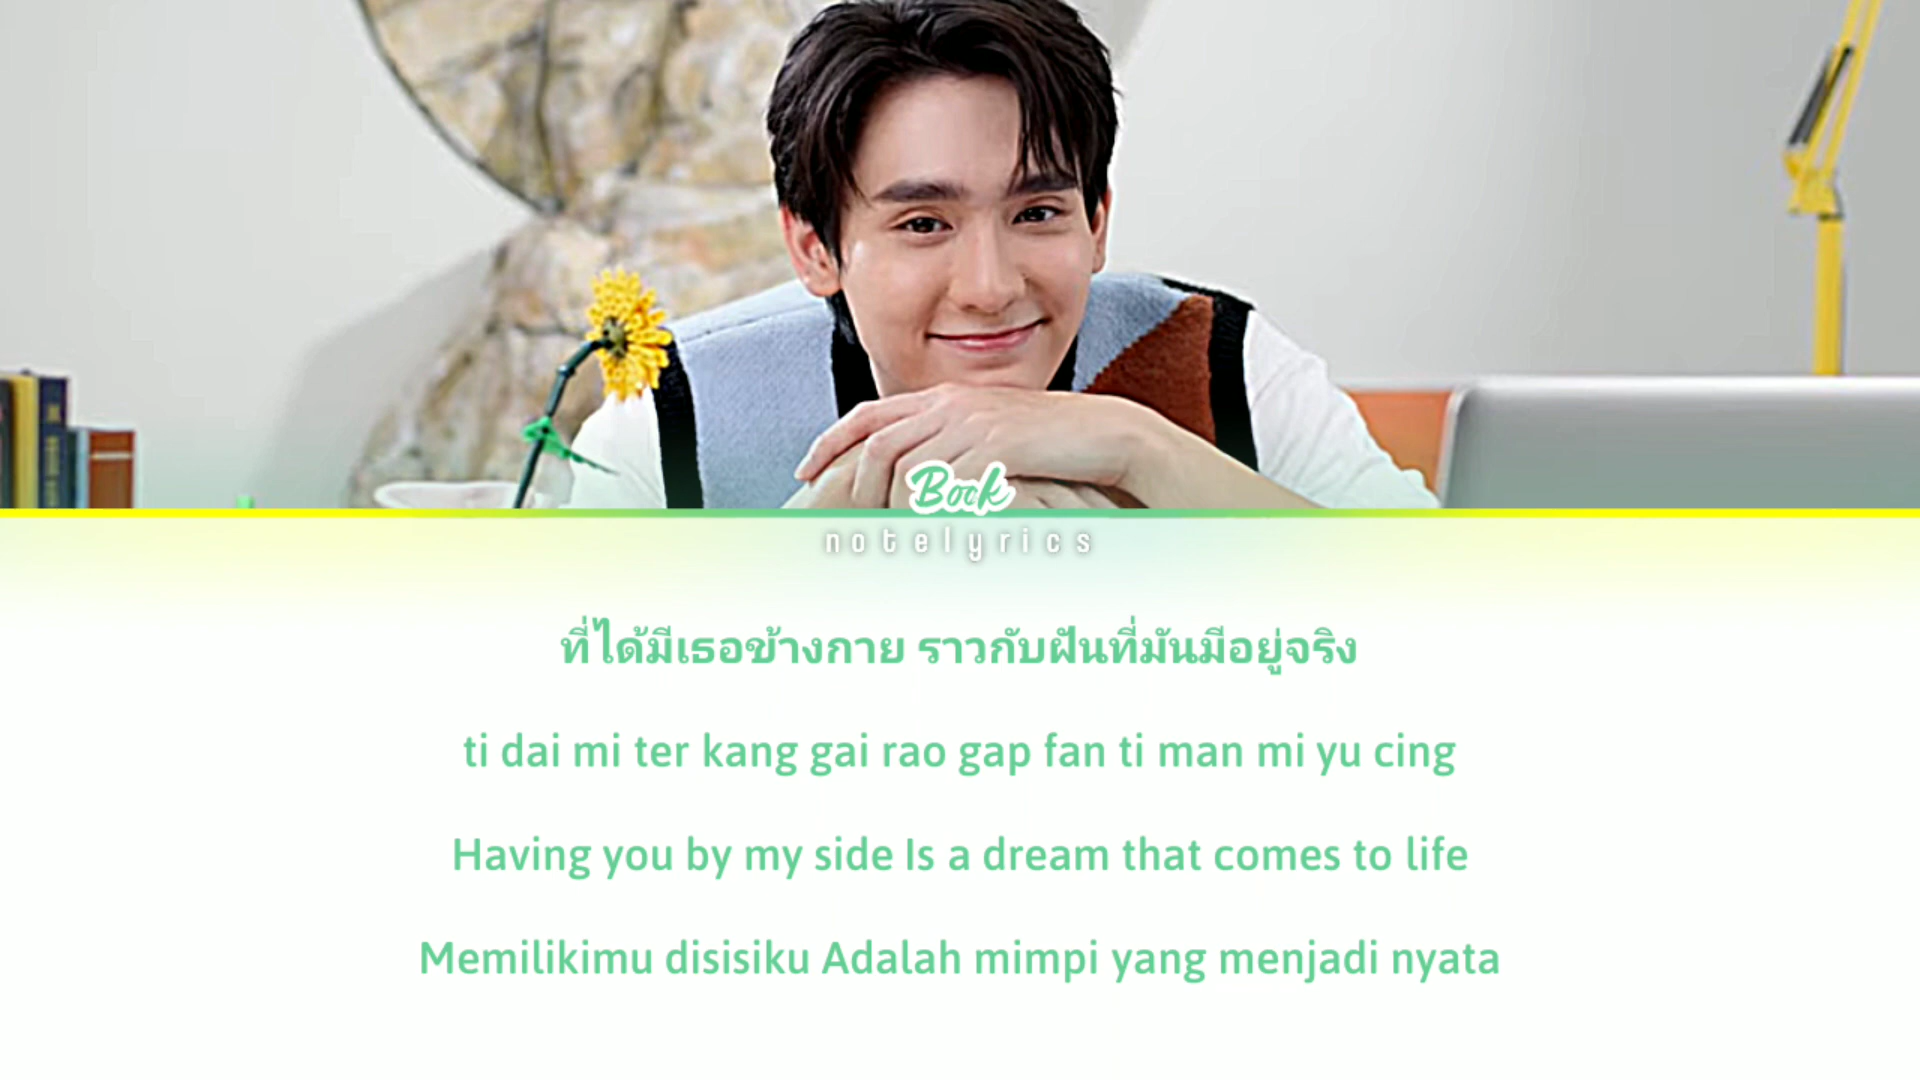 Book
notelyrics
ที่ได้มีเธอข้างกาย ราวกับฝันที่มันมีอยู่จริง
ti dai mi ter kang gai rao gap fan ti man mi yu cing
Having you by my side Is a dream that comes to life
Memilikimu disisiku Adalah mimpi yang menjadi nyata